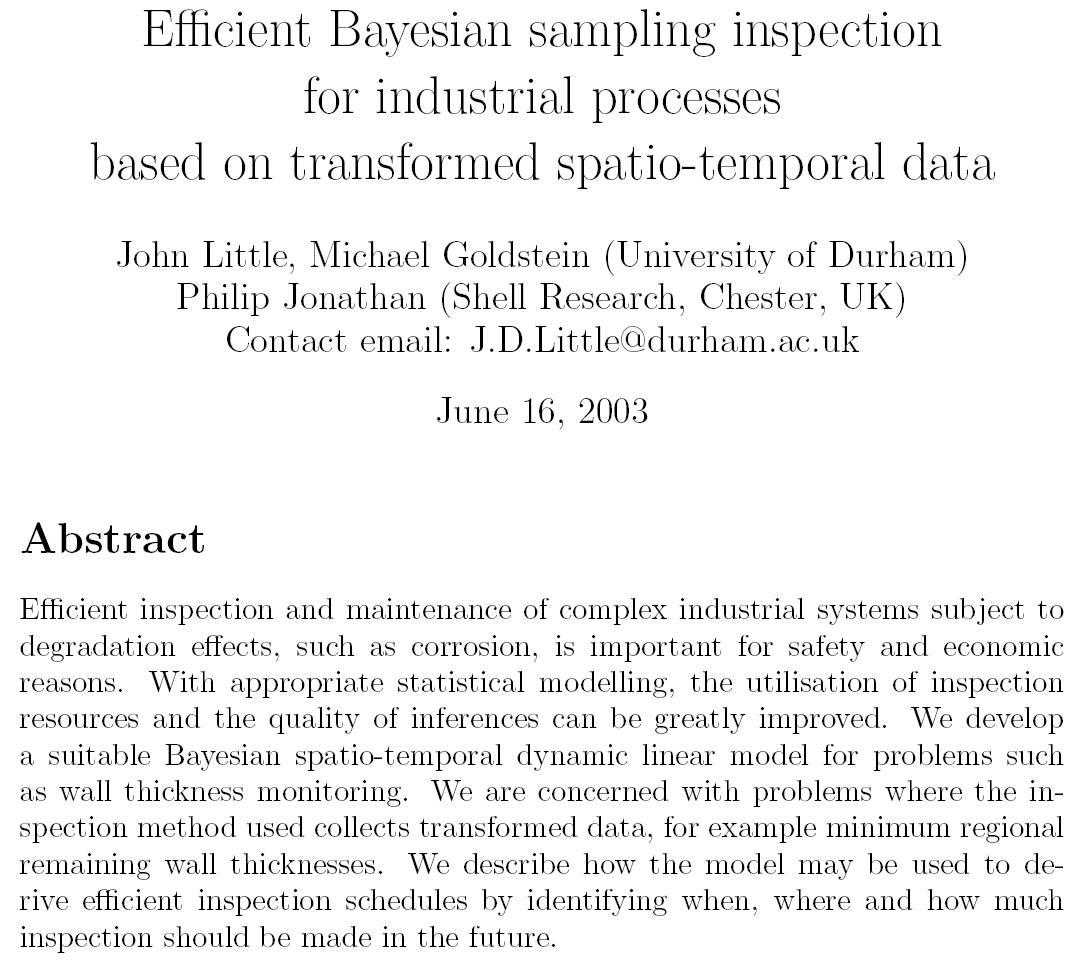 Efficient Bayesian sampling inspection
for industrial processes
based on transformed spatio-temporal data
John Little, Michael Goldstein (University of Durham)
Philip Jonathan (Shell Research, Chester, UK)
Contact email: J.D.Little@durham.ac.uk
June 16, 2003
Abstract
Efficient inspection and maintenance of complex industrial systems subject to
degradation effects, such as corrosion, is important for safety and economic
reasons. With appropriate statistical modelling, the utilisation of inspection
resources and the quality of inferences can be greatly improved. We develop
a suitable Bayesian spatio-temporal dynamic linear model for problems such
as wall thickness monitoring. We are concerned with problems where the in-
spection method used collects transformed data, for example minimum regional
remaining wall thicknesses. We describe how the model may be used to de-
rive efficient inspection schedules by identifying when, where and how much
inspection should be made in the future.